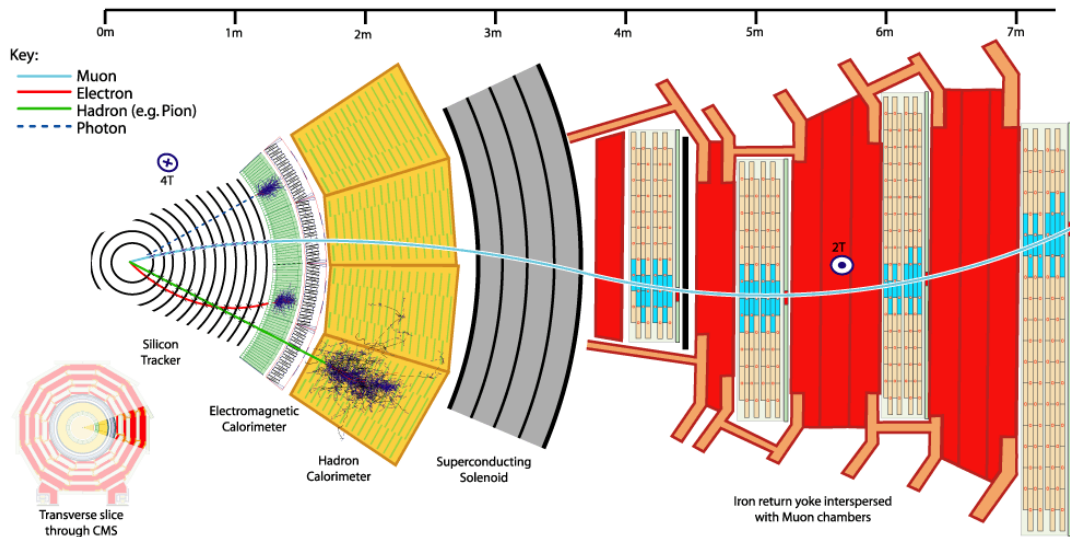 0m 1m 2m 3m 4m 5m 6m 7m
Key:
Muon
Electron
Hadron (e.g. Pion)
Photon
4T
2T
Silicon
Tracker
Electromagnetic
Calorimeter
Hadron
Calorimeter
Superconducting
Solenoid
Iron return yoke interspersed
with Muon chambers
Transverse slice
through CMS